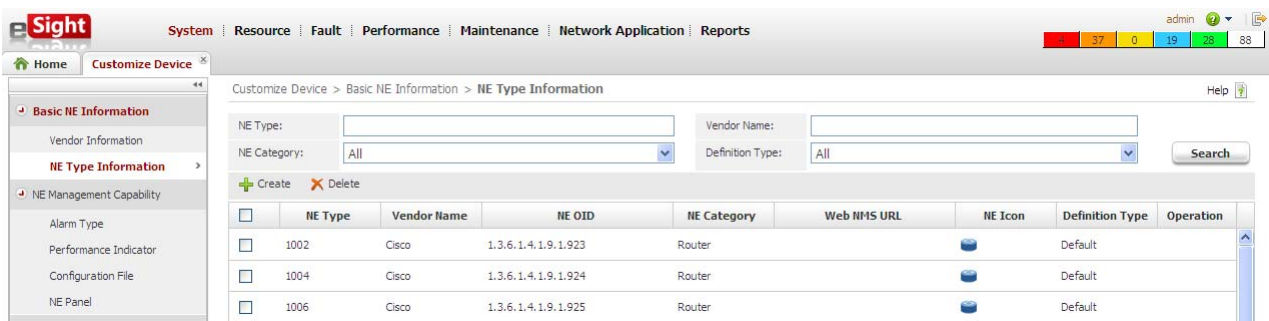 eSight
System Resource Fault Performance Maintenance Network Application Reports
admin
4 37 0 19 28 88
Home Customize Device
Customize Device > Basic NE Information > NE Type Information Help
Basic NE Information
Vendor Information
NE Type Information
NE Management Capability
Alarm Type
Performance Indicator
Configuration File
NE Panel
NE Type: Vendor Name:
NE Category: All Definition Type: All Search
Create Delete
NE Type Vendor Name NE OID NE Category Web NMS URL NE Icon Definition Type Operation
1002 Cisco 1.3.6.1.4.1.9.1.923 Router Default
1004 Cisco 1.3.6.1.4.1.9.1.924 Router Default
1006 Cisco 1.3.6.1.4.1.9.1.925 Router Default